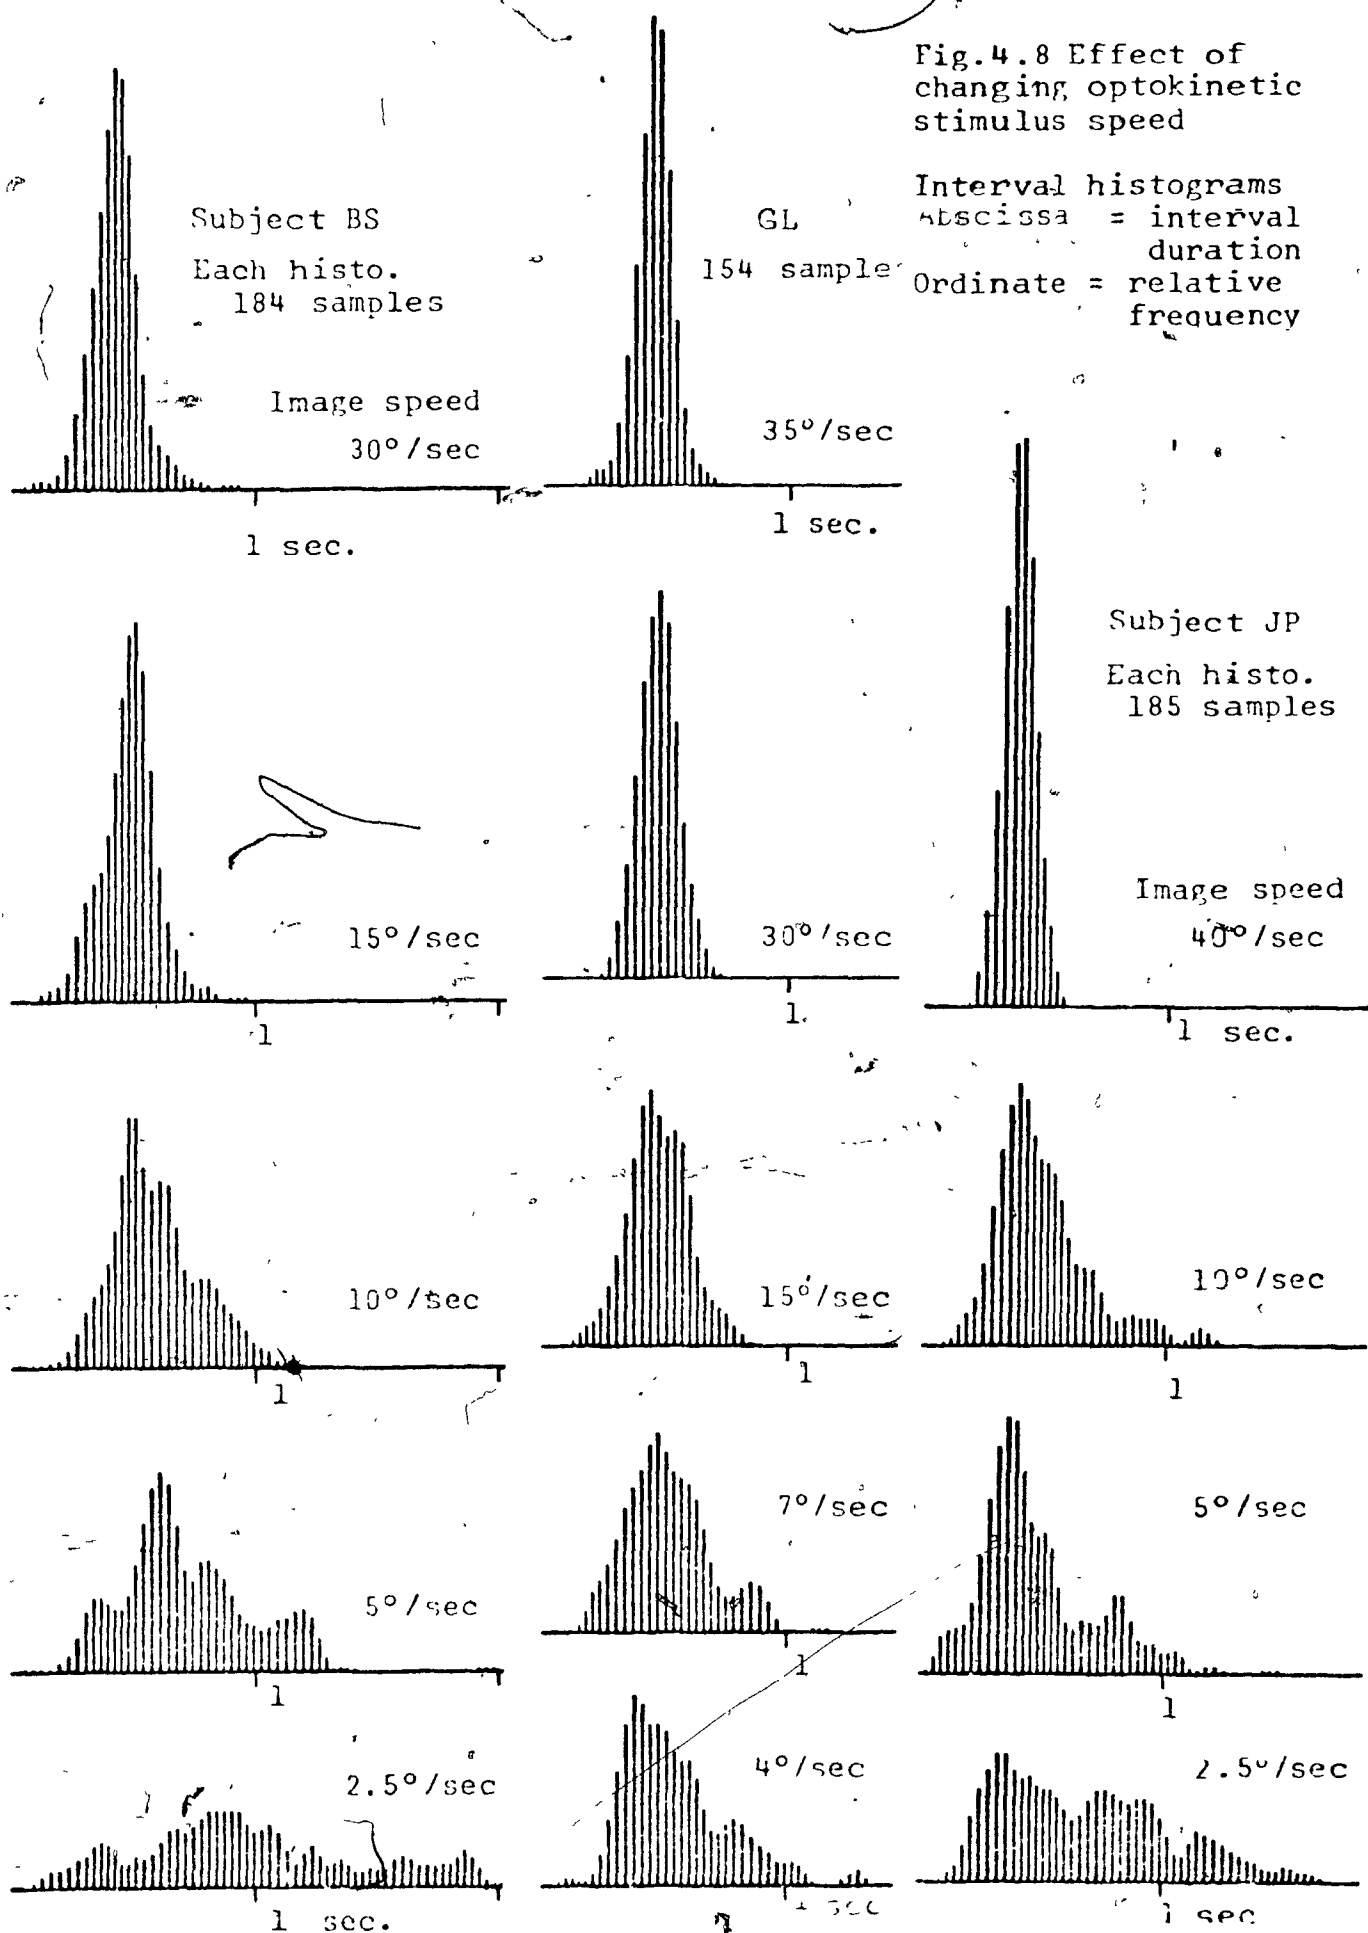 Fig.4.8 Effect of
changing optokinetic
stimulus speed
Interval histograms
Abscissa = interval
duration
Ordinate = relative
frequency
Subject BS
Each histo.
184 samples
Image speed
30°/sec
1 sec.
15°/sec
1
10°/sec
1
5°/sec
1
2.5°/sec
1 sec.
GL
154 sample
35°/sec
1 sec.
30°/sec
1.
15°/sec
1
7°/sec
1
4°/sec
1 sec
Subject JP
Each histo.
185 samples
Image speed
40°/sec
1 sec.
10°/sec
1
5°/sec
1
2.5°/sec
1 sec